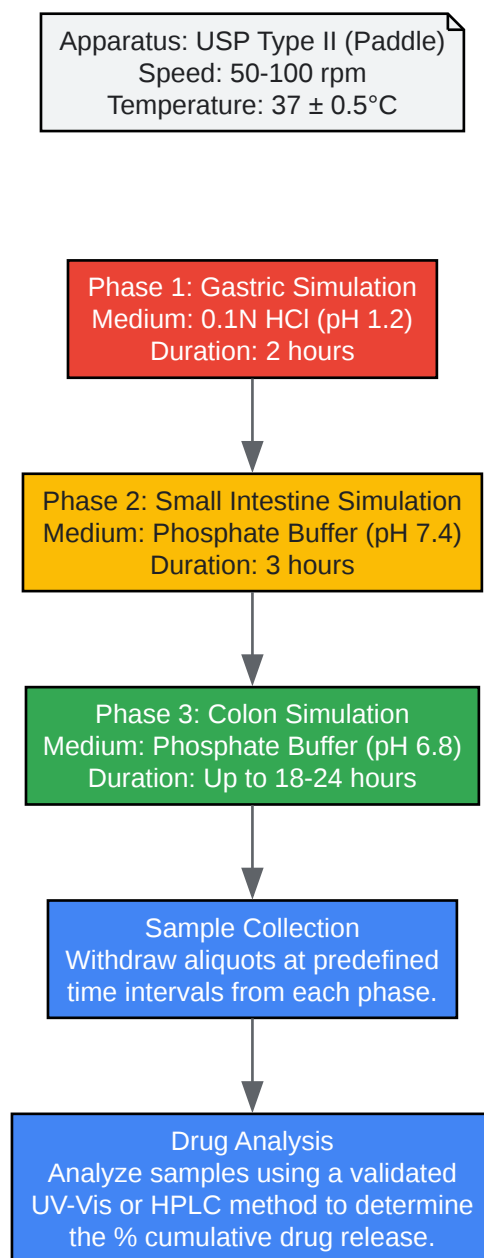 Apparatus: USP Type II (Paddle)
Speed: 50-100 rpm
Temperature: 37 ± 0.5°C
Phase 1: Gastric Simulation
Medium: 0.1N HCl (pH 1.2)
Duration: 2 hours
Phase 2: Small Intestine Simulation
Medium: Phosphate Buffer (pH 7.4)
Duration: 3 hours
Phase 3: Colon Simulation
Medium: Phosphate Buffer (pH 6.8)
Duration: Up to 18-24 hours
Sample Collection
Withdraw aliquots at predefined
time intervals from each phase.
Drug Analysis
Analyze samples using a validated
UV-Vis or HPLC method to determine
the % cumulative drug release.